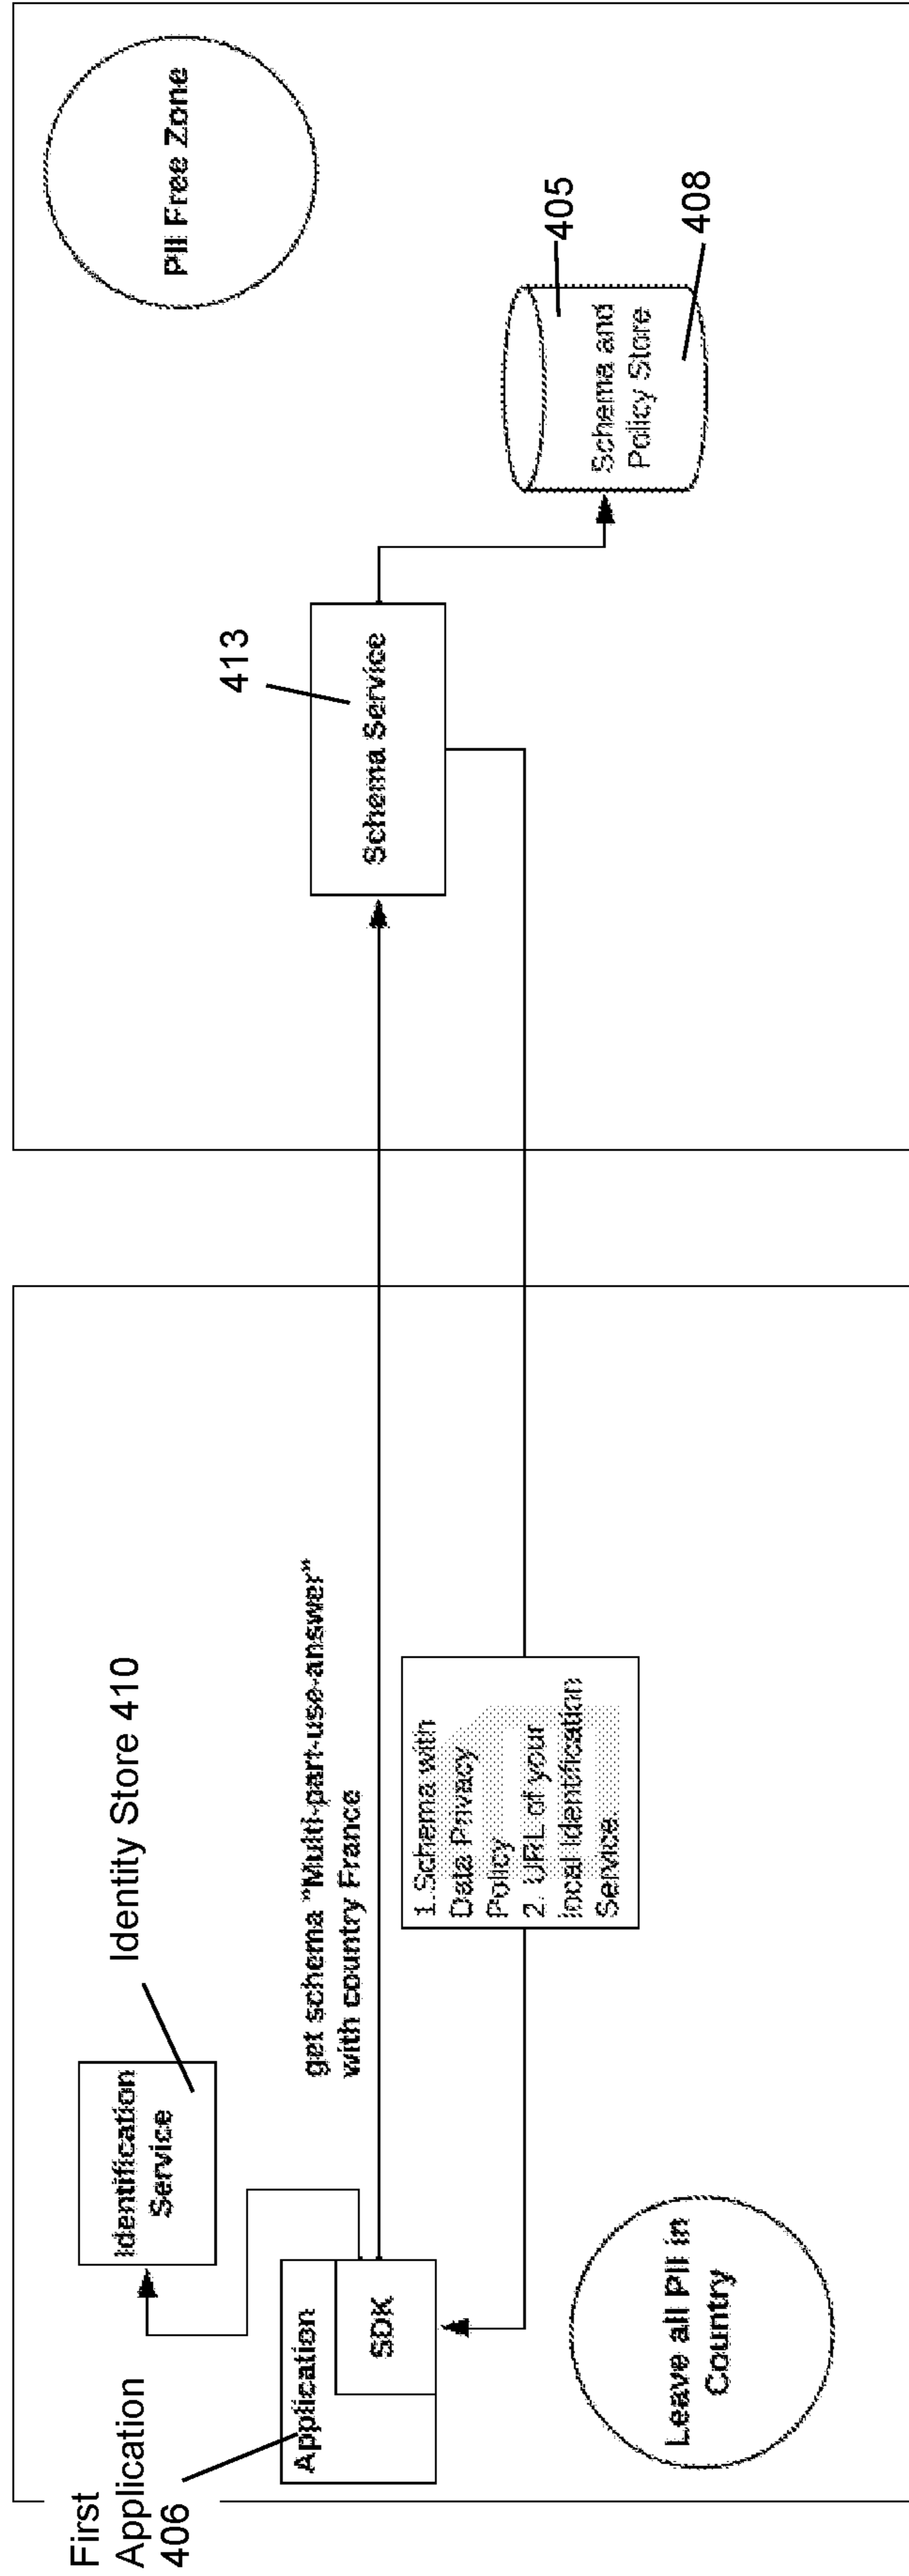 First
Application
406
Application
SDK
Identification
Service
Identity Store 410
get schema "Multi-part-use-answer"
with country France
1. Schema with
Data Privacy
Policy
2. URL of your
local Identification
Service.
Leave all PII in
Country
413
Schema Service
PII Free Zone
405
Schema and
Policy Store
408